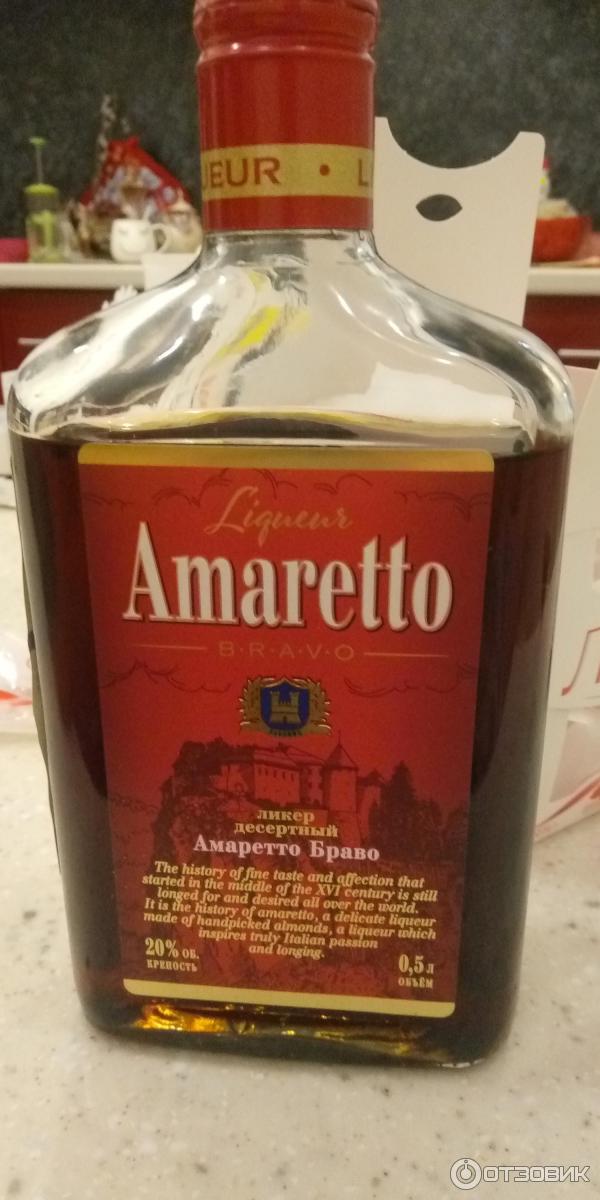 UEUR • L
Liqueur
Amaretto
B·R·A·V·O
ликер
десертный
Амаретто Браво
The history of fine taste and affection that
started in the middle of the XVI century is still
longed for and desired all over the world.
It is the history of amaretto, a delicate liqueur
made of handpicked almonds, a liqueur which
inspires truly Italian passion
and longing.
20% ОБ.
КРЕПОСТЬ
0,5 Л
ОБЪЁМ
ОТЗОВИК